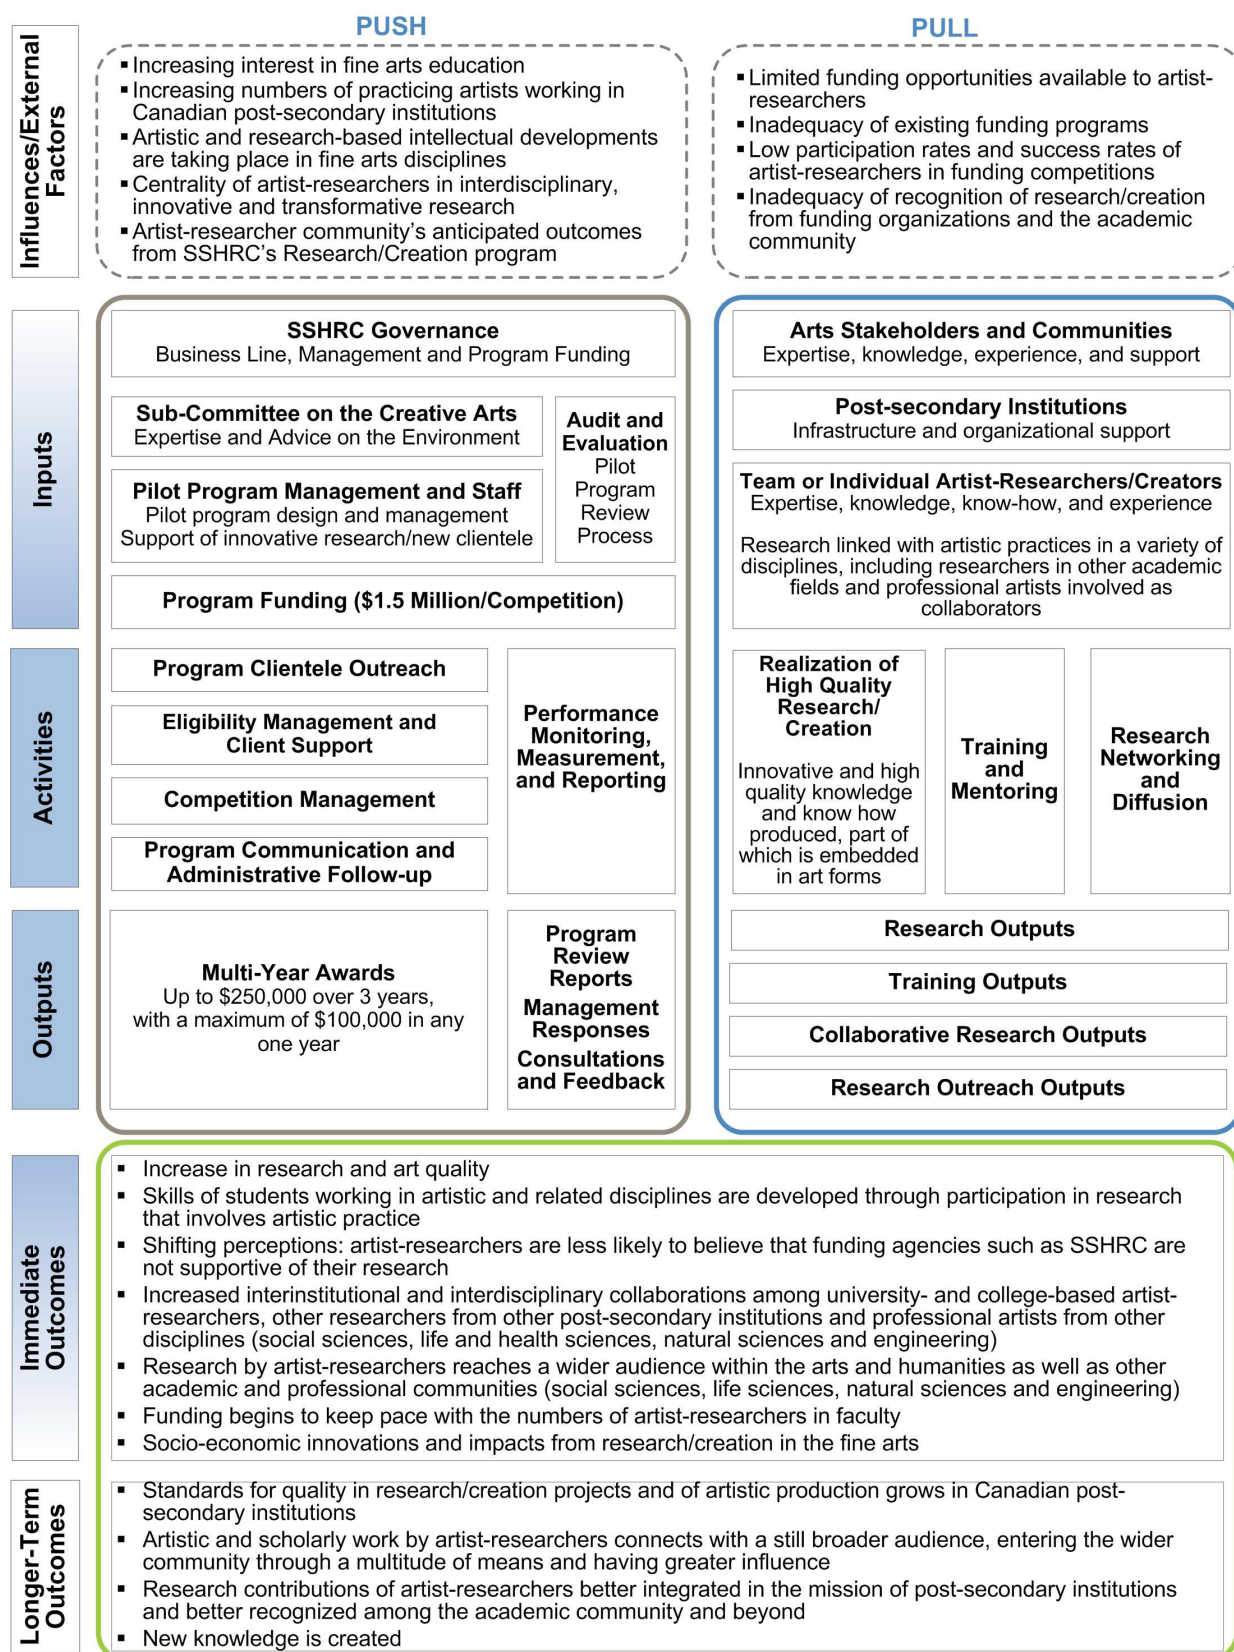 PUSH
PULL
Influences/External
Factors
▪ Increasing interest in fine arts education
▪ Increasing numbers of practicing artists working in
Canadian post-secondary institutions
▪ Artistic and research-based intellectual developments
are taking place in fine arts disciplines
▪ Centrality of artist-researchers in interdisciplinary,
innovative and transformative research
▪ Artist-researcher community’s anticipated outcomes
from SSHRC’s Research/Creation program
▪ Limited funding opportunities available to artist-
researchers
▪ Inadequacy of existing funding programs
▪ Low participation rates and success rates of
artist-researchers in funding competitions
▪ Inadequacy of recognition of research/creation
from funding organizations and the academic
community
Inputs
SSHRC Governance
Business Line, Management and Program Funding
Sub-Committee on the Creative Arts
Expertise and Advice on the Environment
Pilot Program Management and Staff
Pilot program design and management
Support of innovative research/new clientele
Audit and
Evaluation
Pilot
Program
Review
Process
Program Funding ($1.5 Million/Competition)
Arts Stakeholders and Communities
Expertise, knowledge, experience, and support
Post-secondary Institutions
Infrastructure and organizational support
Team or Individual Artist-Researchers/Creators
Expertise, knowledge, know-how, and experience
Research linked with artistic practices in a variety of
disciplines, including researchers in other academic
fields and professional artists involved as
collaborators
Activities
Program Clientele Outreach
Eligibility Management and
Client Support
Competition Management
Program Communication and
Administrative Follow-up
Performance
Monitoring,
Measurement,
and Reporting
Realization of
High Quality
Research/
Creation
Innovative and high
quality knowledge
and know how
produced, part of
which is embedded
in art forms
Training
and
Mentoring
Research
Networking
and
Diffusion
Outputs
Multi-Year Awards
Up to $250,000 over 3 years,
with a maximum of $100,000 in any
one year
Program
Review
Reports
Management
Responses
Consultations
and Feedback
Research Outputs
Training Outputs
Collaborative Research Outputs
Research Outreach Outputs
Immediate
Outcomes
▪ Increase in research and art quality
▪ Skills of students working in artistic and related disciplines are developed through participation in research
that involves artistic practice
▪ Shifting perceptions: artist-researchers are less likely to believe that funding agencies such as SSHRC are
not supportive of their research
▪ Increased interinstitutional and interdisciplinary collaborations among university- and college-based artist-
researchers, other researchers from other post-secondary institutions and professional artists from other
disciplines (social sciences, life and health sciences, natural sciences and engineering)
▪ Research by artist-researchers reaches a wider audience within the arts and humanities as well as other
academic and professional communities (social sciences, life sciences, natural sciences and engineering)
▪ Funding begins to keep pace with the numbers of artist-researchers in faculty
▪ Socio-economic innovations and impacts from research/creation in the fine arts
Longer-Term
Outcomes
▪ Standards for quality in research/creation projects and of artistic production grows in Canadian post-
secondary institutions
▪ Artistic and scholarly work by artist-researchers connects with a still broader audience, entering the wider
community through a multitude of means and having greater influence
▪ Research contributions of artist-researchers better integrated in the mission of post-secondary institutions
and better recognized among the academic community and beyond
▪ New knowledge is created